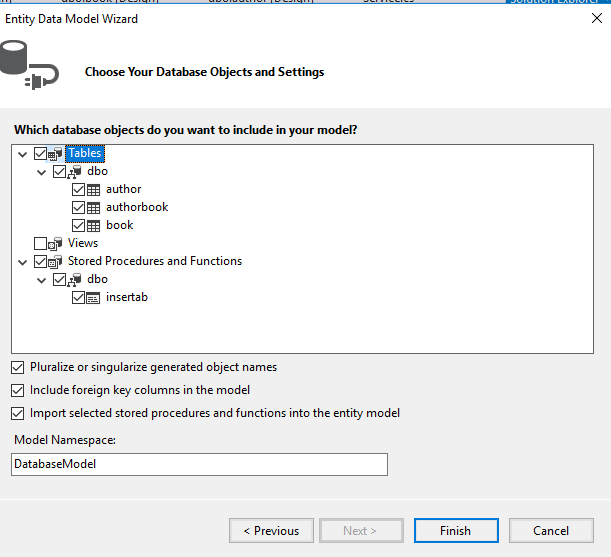 Entity Data Model Wizard
Choose Your Database Objects and Settings
Which database objects do you want to include in your model?
Tables
dbo
author
authorbook
book
Views
Stored Procedures and Functions
dbo
insertab
Pluralize or singularize generated object names
Include foreign key columns in the model
Import selected stored procedures and functions into the entity model
Model Namespace:
DatabaseModel
< Previous
Next >
Finish
Cancel